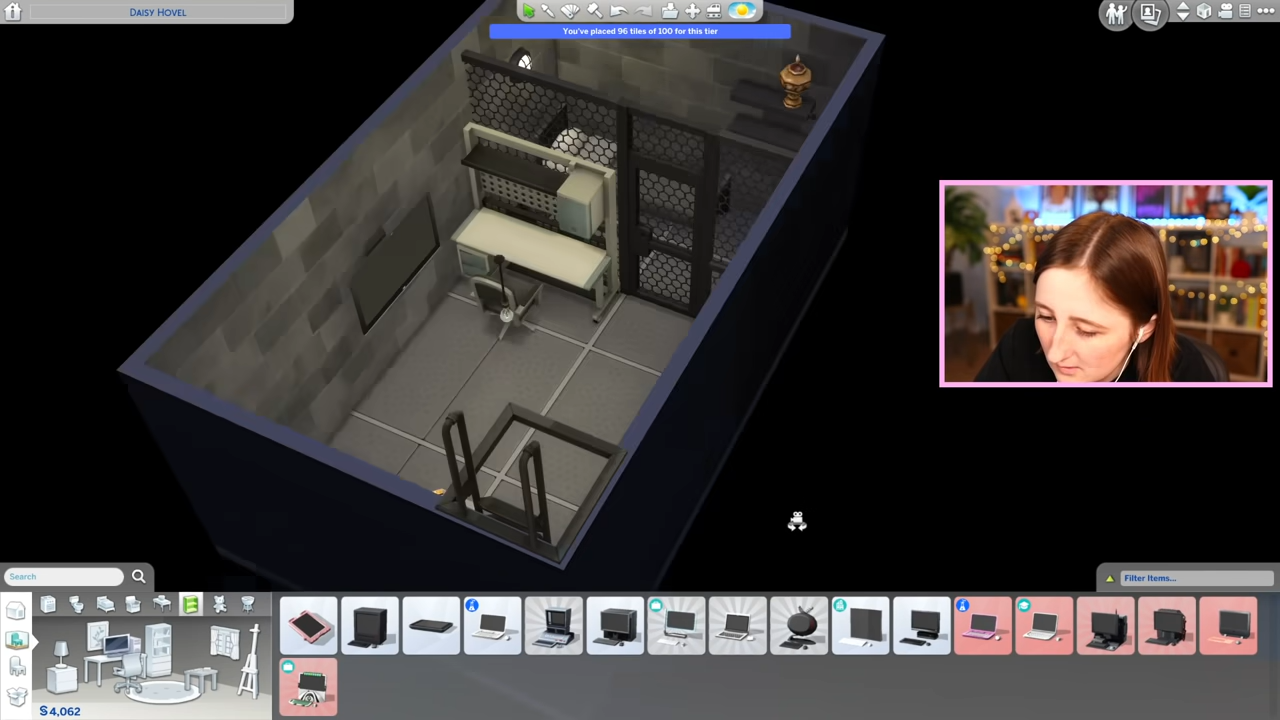 DAISY HOVEL
You've placed 96 tiles of 100 for this tier
Search
Filter Items...
§4,062